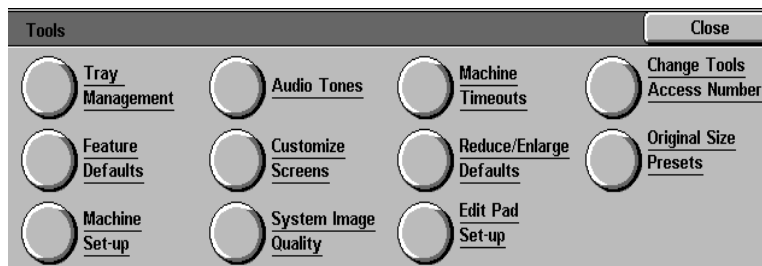 Tools
Close
Tray
Management
Audio Tones
Machine
Timeouts
Change Tools
Access Number
Feature
Defaults
Customize
Screens
Reduce/Enlarge
Defaults
Original Size
Presets
Machine
Set-up
System Image
Quality
Edit Pad
Set-up